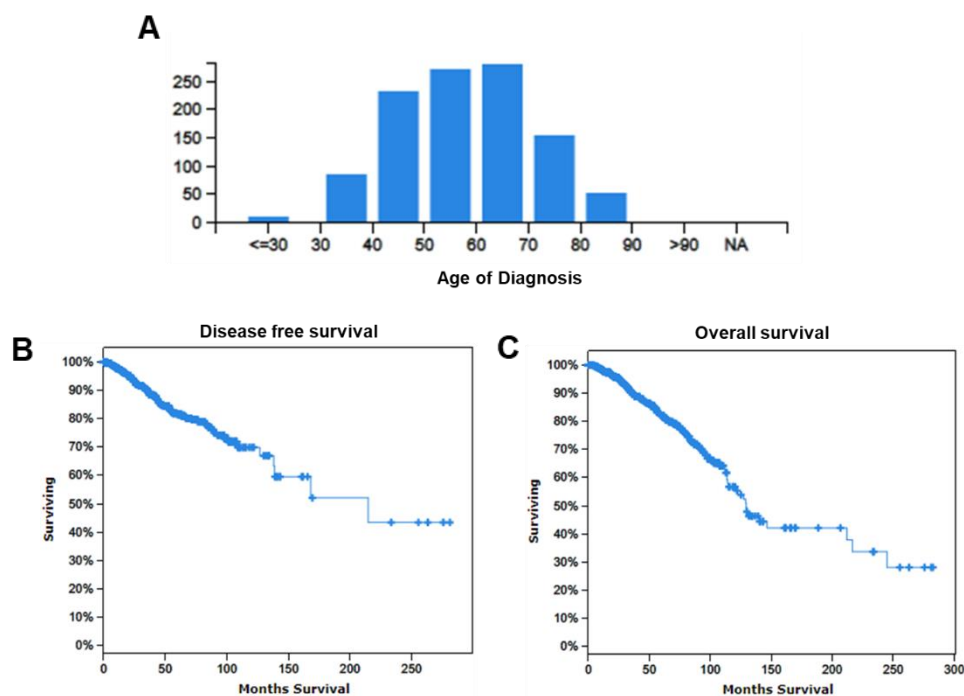 A
250
200
150
100
50
0
<=30 30 40 50 60 70 80 90 >90 NA
Age of Diagnosis
B
Disease free survival
100%
90%
80%
70%
60%
50%
40%
30%
20%
10%
0%
Surviving
0 50 100 150 200 250
Months Survival
C
Overall survival
100%
90%
80%
70%
60%
50%
40%
30%
20%
10%
0%
Surviving
0 50 100 150 200 250 300
Months Survival